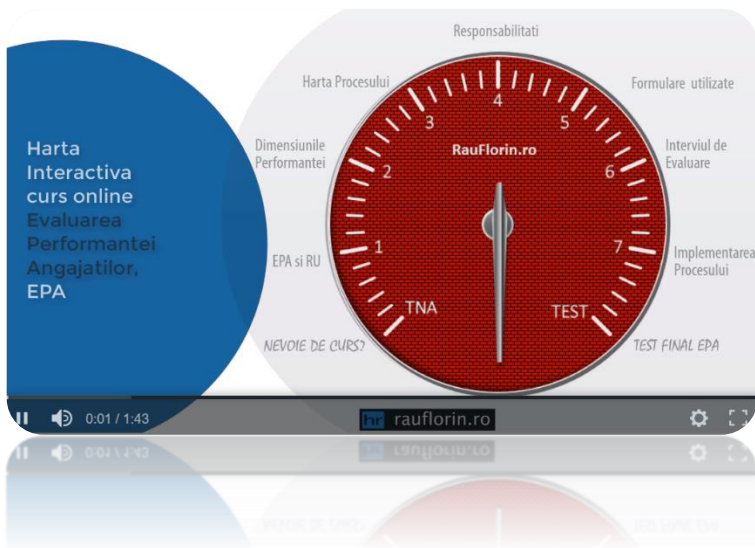 Harta
Interactiva
curs online
Evaluarea
Performantei
Angajatilor,
EPA
Responsabilitati
Harta Procesului
Formulare utilizate
Dimensiunile
Performantei
Interviul de
Evaluare
EPA si RU
Implementarea
Procesului
NEVOIE DE CURS?
TEST FINAL EPA
RauFlorin.ro
TNA
1
2
3
4
5
6
7
TEST
0:01 / 1:43
hr rauflorin.ro